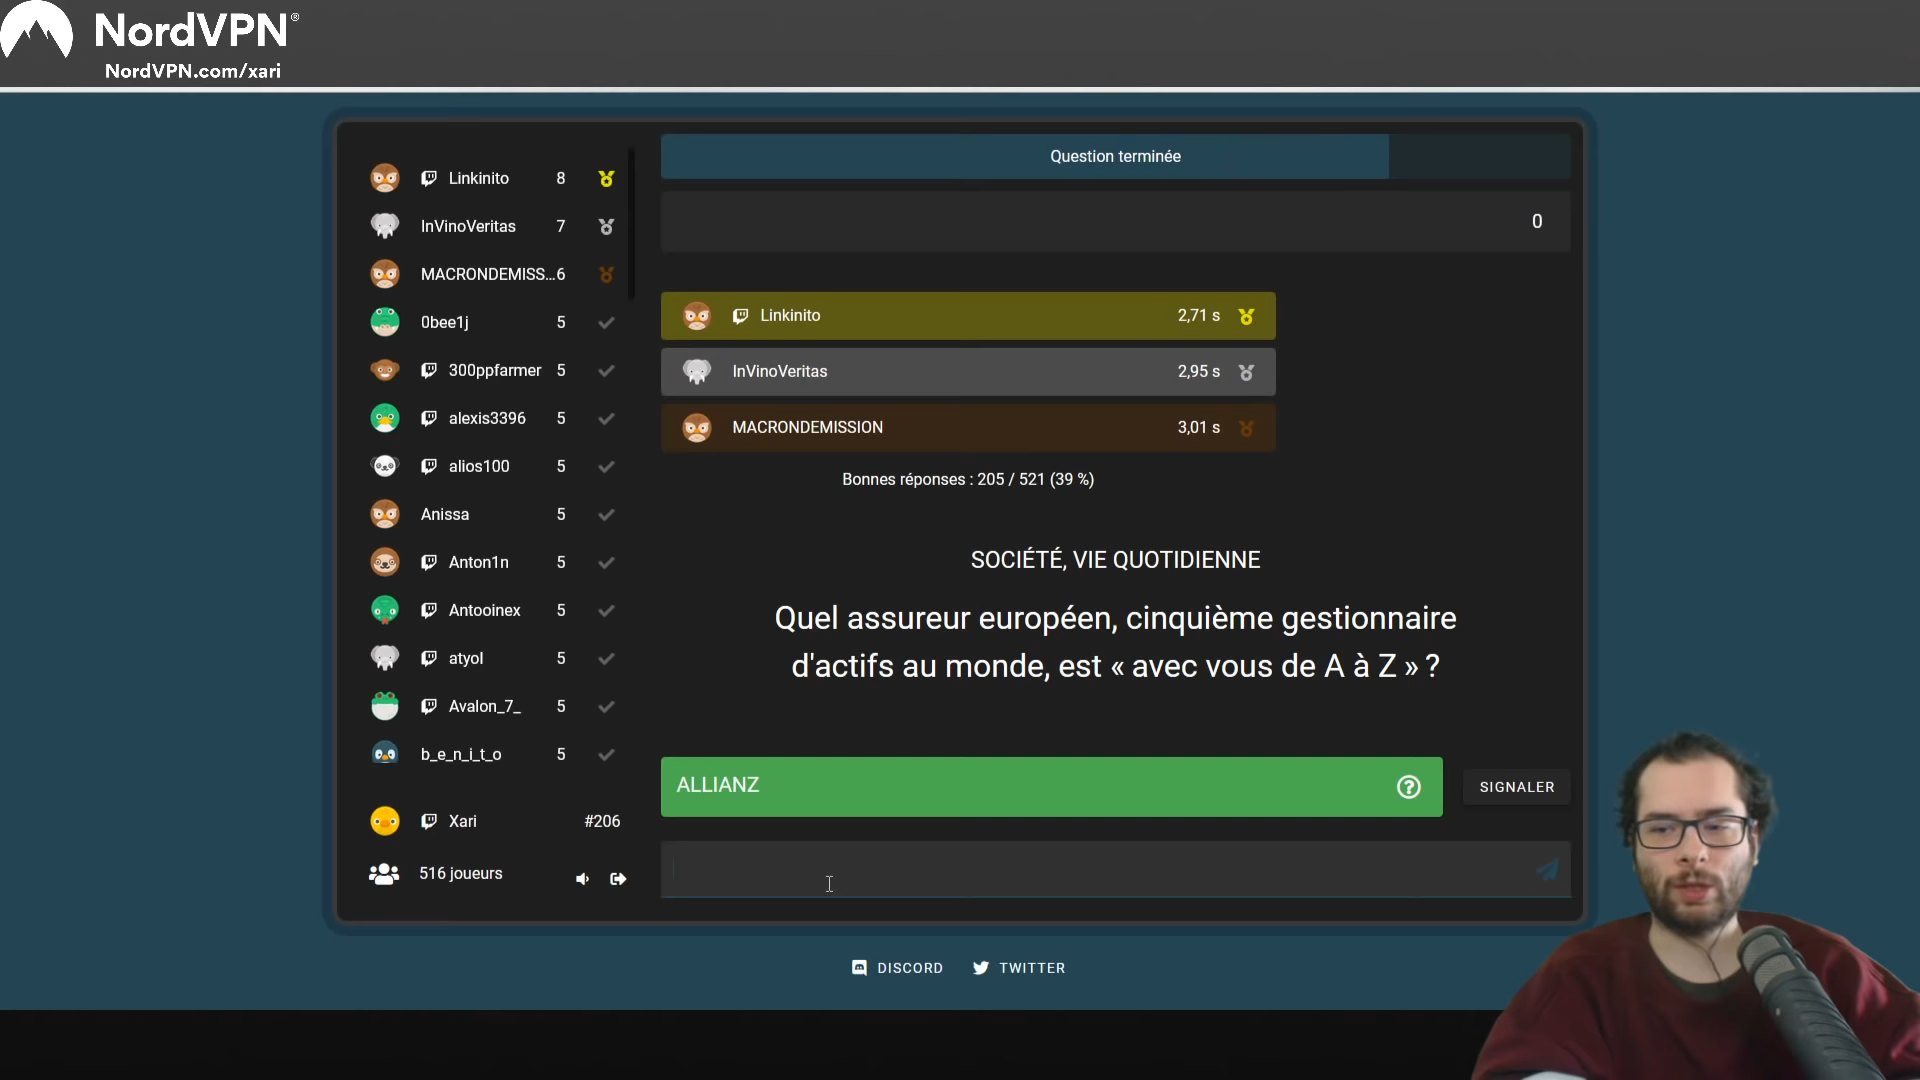 NordVPN®
NordVPN.com/xari
Linkinito 8
InVinoVeritas 7
MACRONDEMISS...6
0bee1j 5
300ppfarmer 5
alexis3396 5
alios100 5
Anissa 5
Anton1n 5
Antooinex 5
atyol 5
Avalon_7_ 5
b_e_n_i_t_o 5
Xari #206
516 joueurs
Question terminée
0
Linkinito 2,71 s
InVinoVeritas 2,95 s
MACRONDEMISSION 3,01 s
Bonnes réponses : 205 / 521 (39 %)
SOCIÉTÉ, VIE QUOTIDIENNE
Quel assureur européen, cinquième gestionnaire
d'actifs au monde, est « avec vous de A à Z » ?
ALLIANZ
SIGNALER
DISCORD TWITTER